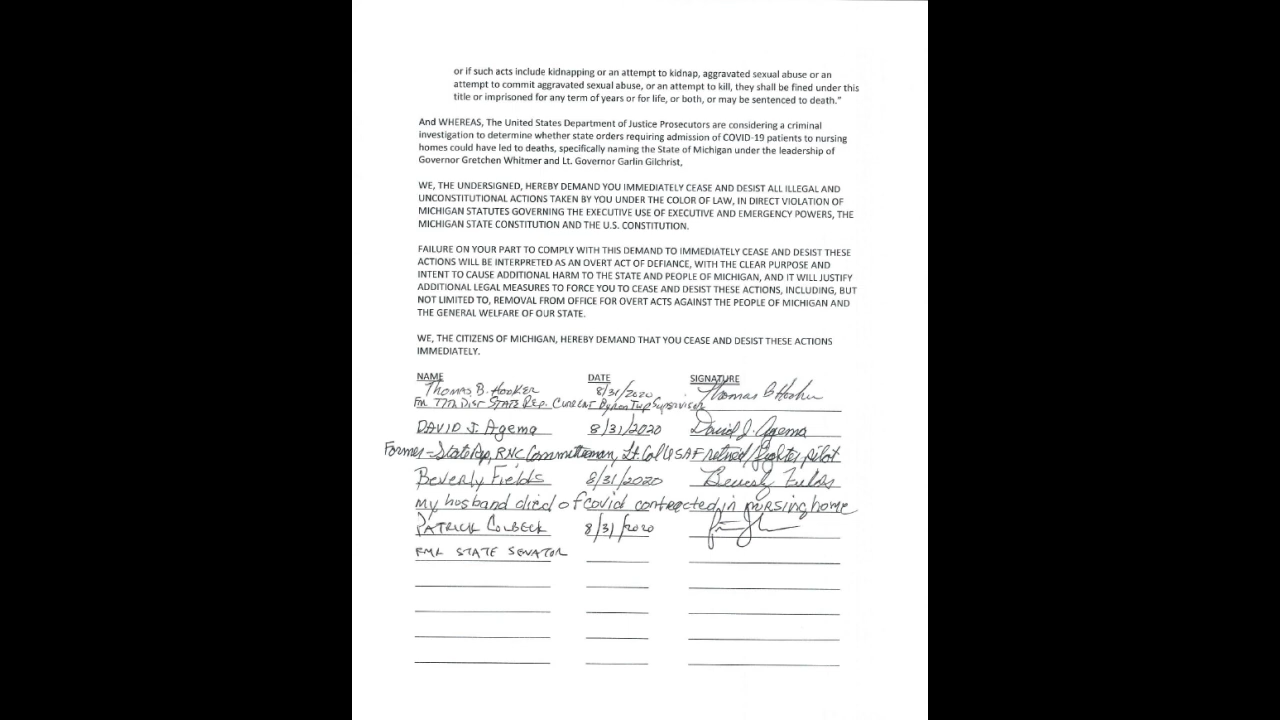 or if such acts include kidnapping or an attempt to kidnap, aggravated sexual abuse or an
attempt to commit aggravated sexual abuse, or an attempt to kill, they shall be fined under this
title or imprisoned for any term of years or for life, or both, or may be sentenced to death."
And WHEREAS, The United States Department of Justice Prosecutors are considering a criminal
investigation to determine whether state orders requiring admission of COVID-19 patients to nursing
homes could have led to deaths, specifically naming the State of Michigan under the leadership of
Governor Gretchen Whitmer and Lt. Governor Garlin Gilchrist,
WE, THE UNDERSIGNED, HEREBY DEMAND YOU IMMEDIATELY CEASE AND DESIST ALL ILLEGAL AND
UNCONSTITUTIONAL ACTIONS TAKEN BY YOU UNDER THE COLOR OF LAW, IN DIRECT VIOLATION OF
MICHIGAN STATUTES GOVERNING THE EXECUTIVE USE OF EXECUTIVE AND EMERGENCY POWERS, THE
MICHIGAN STATE CONSTITUTION AND THE U.S. CONSTITUTION.
FAILURE ON YOUR PART TO COMPLY WITH THIS DEMAND TO IMMEDIATELY CEASE AND DESIST THESE
ACTIONS WILL BE INTERPRETED AS AN OVERT ACT OF DEFIANCE, WITH THE CLEAR PURPOSE AND
INTENT TO CAUSE ADDITIONAL HARM TO THE STATE AND PEOPLE OF MICHIGAN, AND IT WILL JUSTIFY
ADDITIONAL LEGAL MEASURES TO FORCE YOU TO CEASE AND DESIST THESE ACTIONS, INCLUDING, BUT
NOT LIMITED TO, REMOVAL FROM OFFICE FOR OVERT ACTS AGAINST THE PEOPLE OF MICHIGAN AND
THE GENERAL WELFARE OF OUR STATE.
WE, THE CITIZENS OF MICHIGAN, HEREBY DEMAND THAT YOU CEASE AND DESIST THESE ACTIONS
IMMEDIATELY.
NAME DATE SIGNATURE
Thomas B. Hooker 8/31/2020 Thomas B Hooker
77th Dist STATE Rep. Current Byron Twp Supervisor
DAVID J. Agema 8/31/2020 David J. Agema
Former - State Rep, RNC Committeeman, Lt. Col USAF retired/fighter pilot
Beverly Fields 8/31/2020 Beverly Fields
my husband died of covid contracted in nursing home
PATRICK COLBECK 8/31/2020
FMR STATE SENATOR